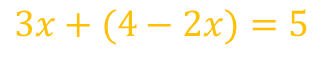 3x + (4 − 2x) = 5